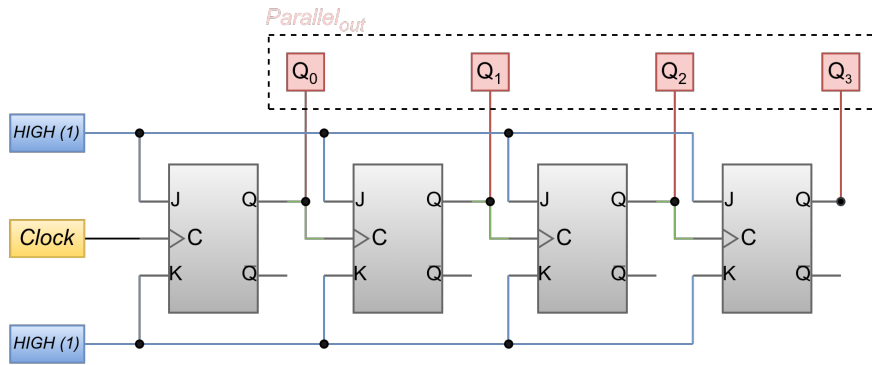 Parallel_out
Q0 Q1 Q2 Q3
HIGH (1)
J Q J Q J Q J Q
Clock C C C C
K Q̅ K Q̅ K Q̅ K Q̅
HIGH (1)